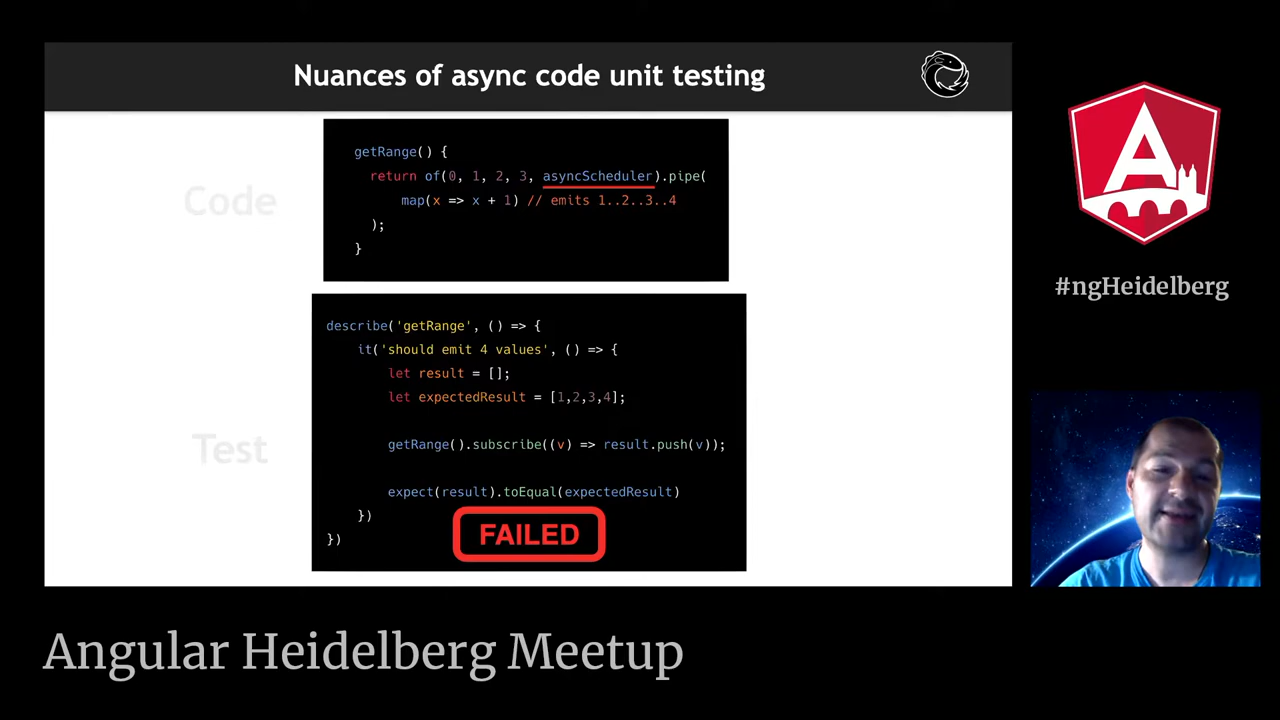 Nuances of async code unit testing
Code
getRange() {
return of(0, 1, 2, 3, asyncScheduler).pipe(
map(x => x + 1) // emits 1..2..3..4
);
}
Test
describe('getRange', () => {
it('should emit 4 values', () => {
let result = [];
let expectedResult = [1,2,3,4];
getRange().subscribe((v) => result.push(v));
expect(result).toEqual(expectedResult)
})
})
FAILED
A
#ngHeidelberg
Angular Heidelberg Meetup